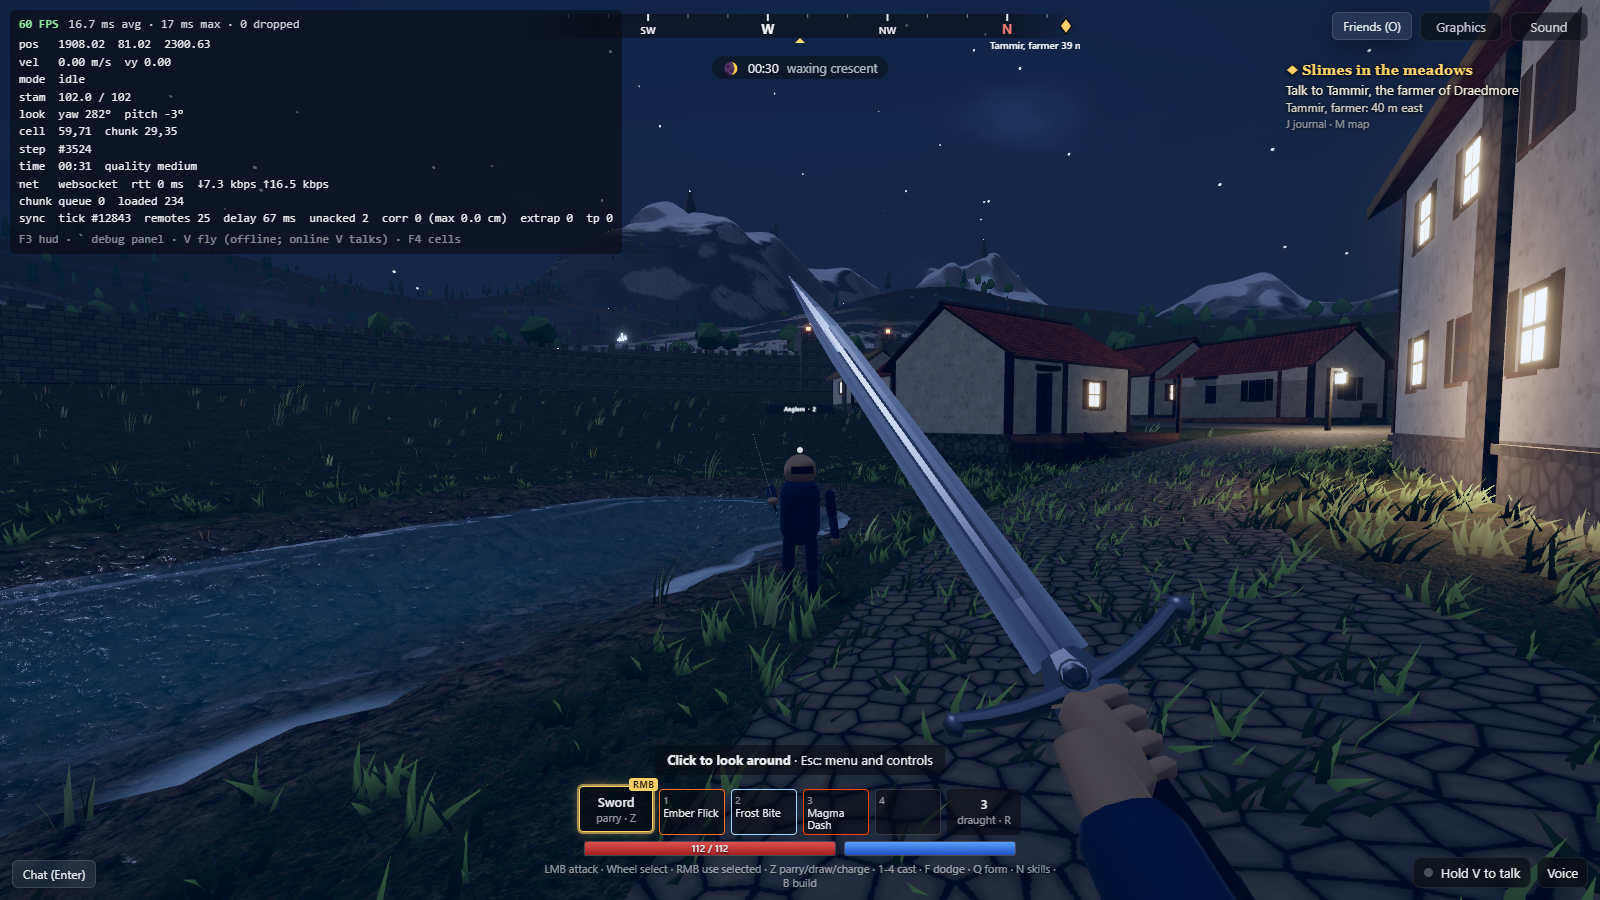 60 FPS 16.7 ms avg · 17 ms max · 0 dropped
pos 1908.02 81.02 2300.63
vel 0.00 m/s vy 0.00
mode idle
stam 102.0 / 102
look yaw 282° pitch -3°
cell 59,71 chunk 29,35
step #3524
time 00:31 quality medium
net websocket rtt 0 ms ↓7.3 kbps ↑16.5 kbps
chunk queue 0 loaded 234
sync tick #12843 remotes 25 delay 67 ms unacked 2 corr 0 (max 0.0 cm) extrap 0 tp 0
F3 hud · ` debug panel · V fly (offline; online V talks) · F4 cells
SW W NW N
Tammir, farmer 39 m
00:30 waxing crescent
Friends (O) Graphics Sound
Slimes in the meadows
Talk to Tammir, the farmer of Draedmore
Tammir, farmer: 40 m east
J journal · M map
Anglers · 2
Click to look around · Esc: menu and controls
RMB
Sword
parry · Z
1
Ember Flick
2
Frost Bite
3
Magma
Dash
4
3
draught · R
112 / 112
LMB attack · Wheel select · RMB use selected · Z parry/draw/charge · 1-4 cast · F dodge · Q form · N skills ·
B build
Chat (Enter)
Hold V to talk
Voice